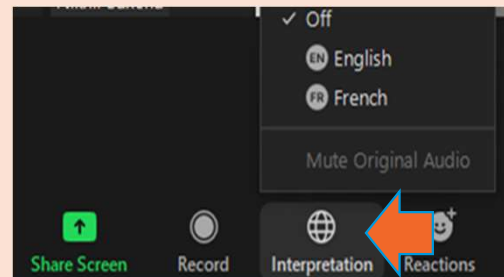 Off
EN English
FR French
Mute Original Audio
Share Screen Record Interpretation Reactions